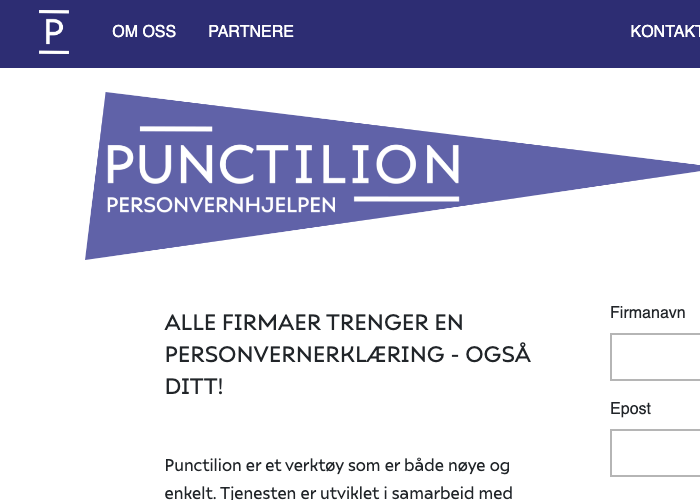 P
OM OSS
PARTNERE
KONTAKT
PUNCTILION
PERSONVERNHJELPEN
ALLE FIRMAER TRENGER EN
PERSONVERNERKLÆRING - OGSÅ
DITT!
Firmanavn
Epost
Punctilion er et verktøy som er både nøye og
enkelt. Tjenesten er utviklet i samarbeid med